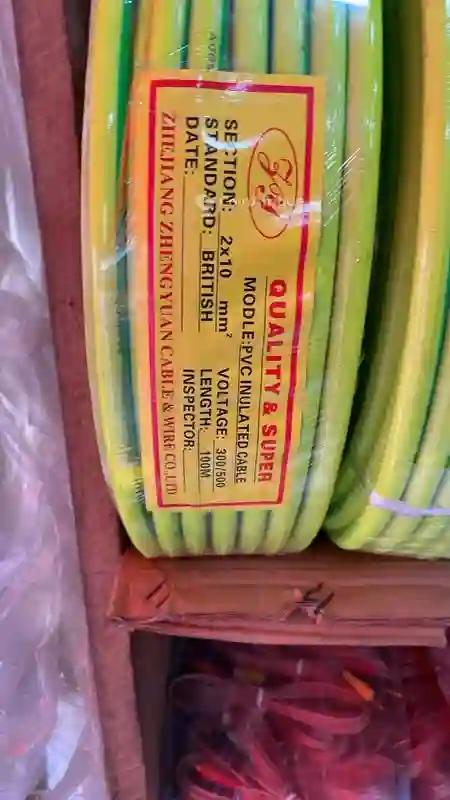 QUALITY & SUPER
MODLE:PVC INULATED CABLE
SECTION: 2x10 mm² VOLTAGE: 300/500
STANDARD: BRITISH LENGTH: 100M
DATE: INSPECTOR:
ZHEJIANG ZHENGYUAN CABLE & WIRE CO.,LTD